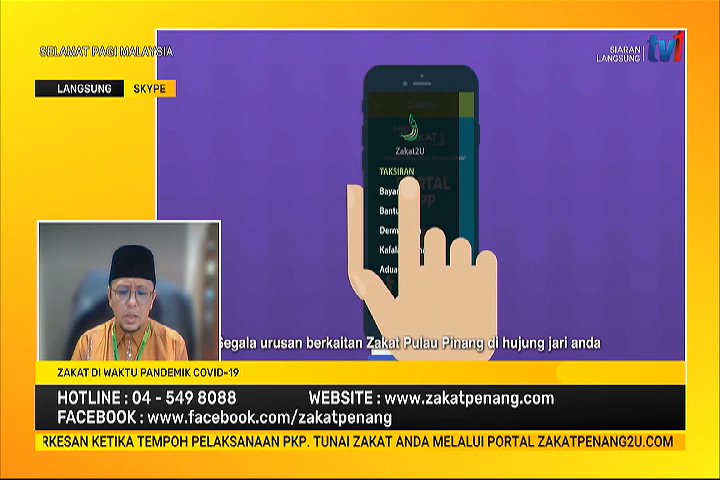 SELAMAT PAGI MALAYSIA
SIARAN
LANGSUNG
tv1
LANGSUNG SKYPE
Zakat2U
TAKSIRAN
Segala urusan berkaitan Zakat Pulau Pinang di hujung jari anda
ZAKAT DI WAKTU PANDEMIK COVID-19
HOTLINE : 04 - 549 8088 WEBSITE : www.zakatpenang.com
FACEBOOK : www.facebook.com/zakatpenang
RKESAN KETIKA TEMPOH PELAKSANAAN PKP. TUNAI ZAKAT ANDA MELALUI PORTAL ZAKATPENANG2U.COM